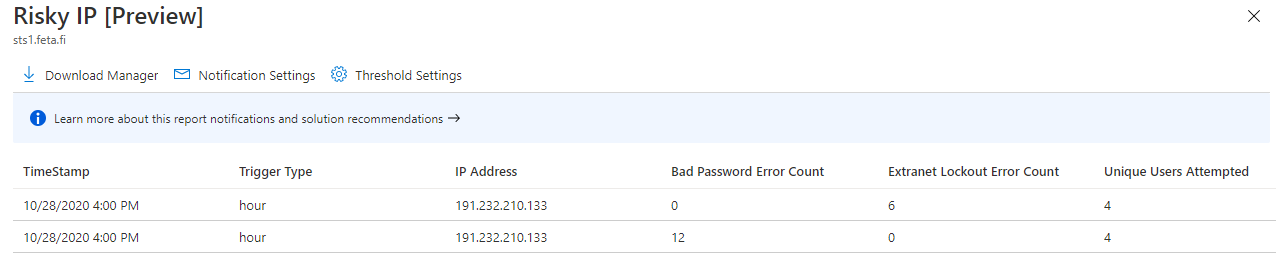 Risky IP [Preview]
sts1.feta.fi
Download Manager Notification Settings Threshold Settings
Learn more about this report notifications and solution recommendations →
TimeStamp Trigger Type IP Address Bad Password Error Count Extranet Lockout Error Count Unique Users Attempted
10/28/2020 4:00 PM hour 191.232.210.133 0 6 4
10/28/2020 4:00 PM hour 191.232.210.133 12 0 4